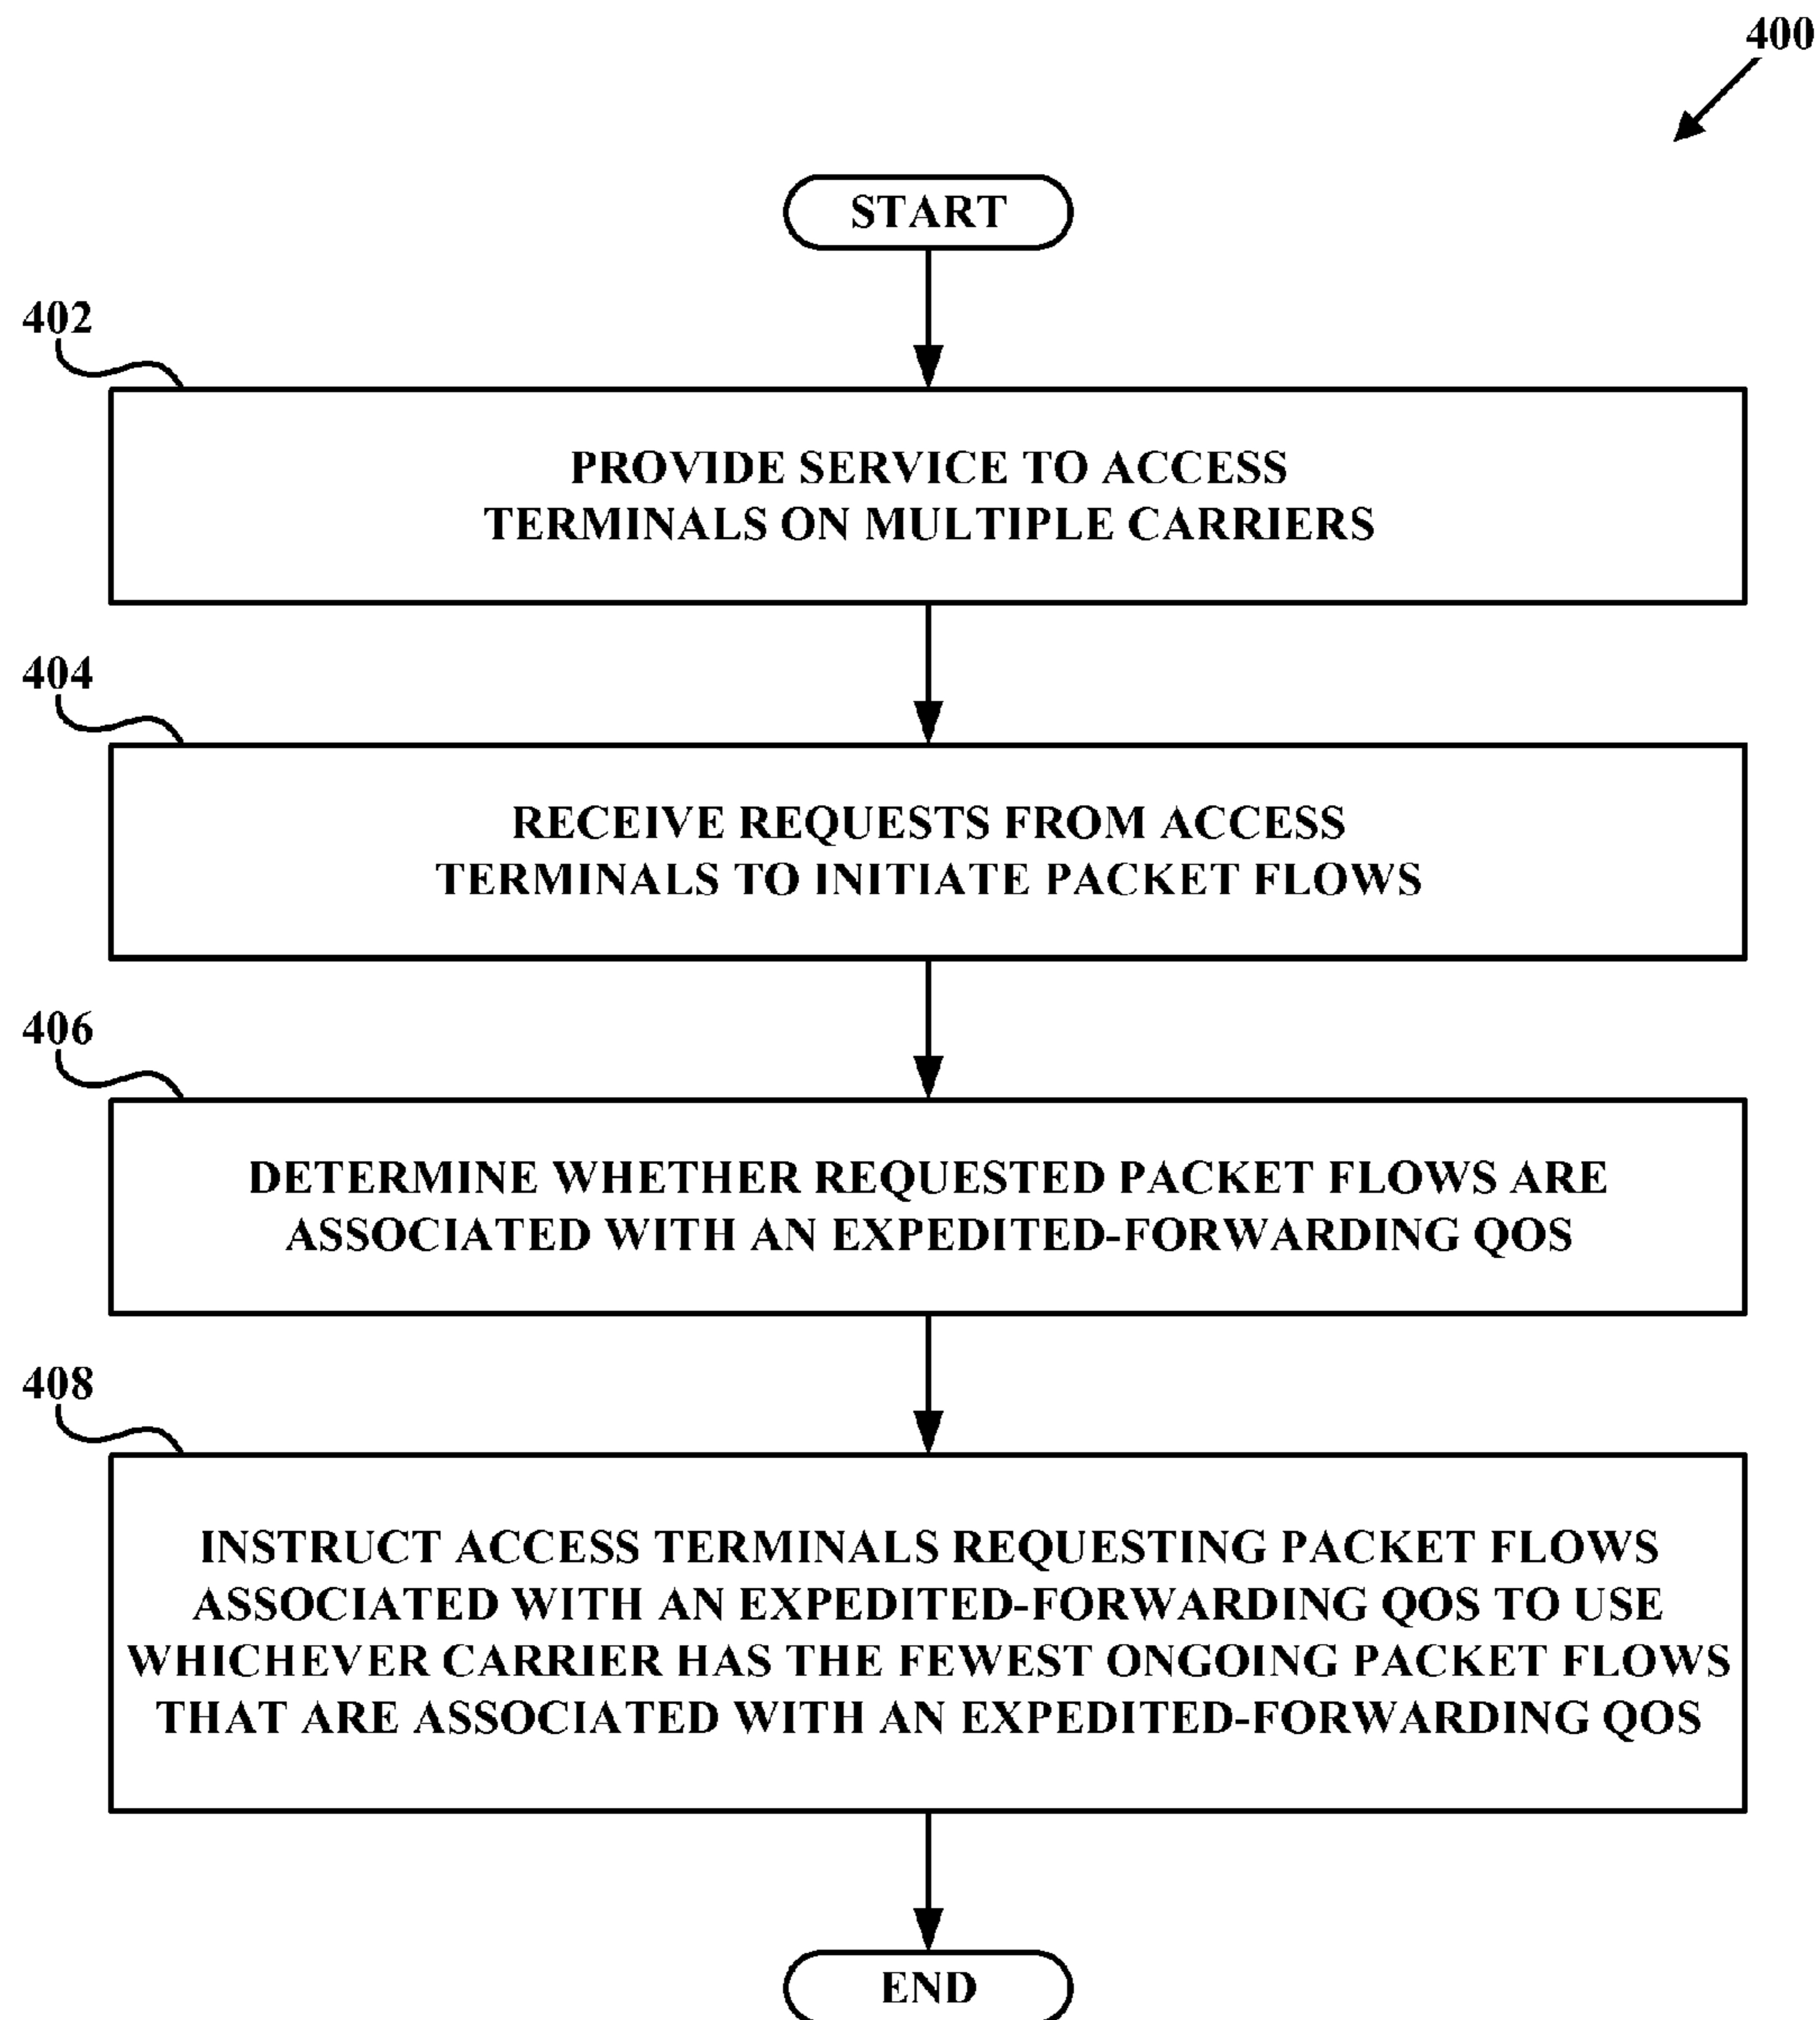 400
START
402
PROVIDE SERVICE TO ACCESS
TERMINALS ON MULTIPLE CARRIERS
404
RECEIVE REQUESTS FROM ACCESS
TERMINALS TO INITIATE PACKET FLOWS
406
DETERMINE WHETHER REQUESTED PACKET FLOWS ARE
ASSOCIATED WITH AN EXPEDITED-FORWARDING QOS
408
INSTRUCT ACCESS TERMINALS REQUESTING PACKET FLOWS
ASSOCIATED WITH AN EXPEDITED-FORWARDING QOS TO USE
WHICHEVER CARRIER HAS THE FEWEST ONGOING PACKET FLOWS
THAT ARE ASSOCIATED WITH AN EXPEDITED-FORWARDING QOS
END